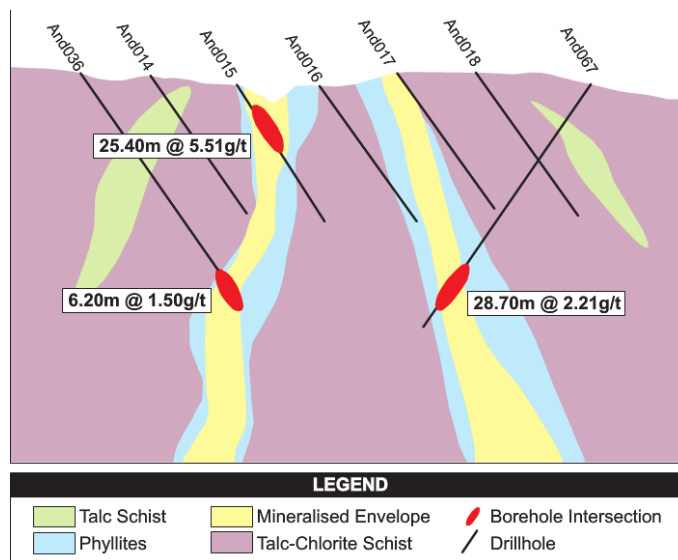 And036
And014
And015
And016
And017
And018
And067
25.40m @ 5.51g/t
6.20m @ 1.50g/t
28.70m @ 2.21g/t
LEGEND
Talc Schist
Mineralised Envelope
Borehole Intersection
Phyllites
Talc-Chlorite Schist
Drillhole